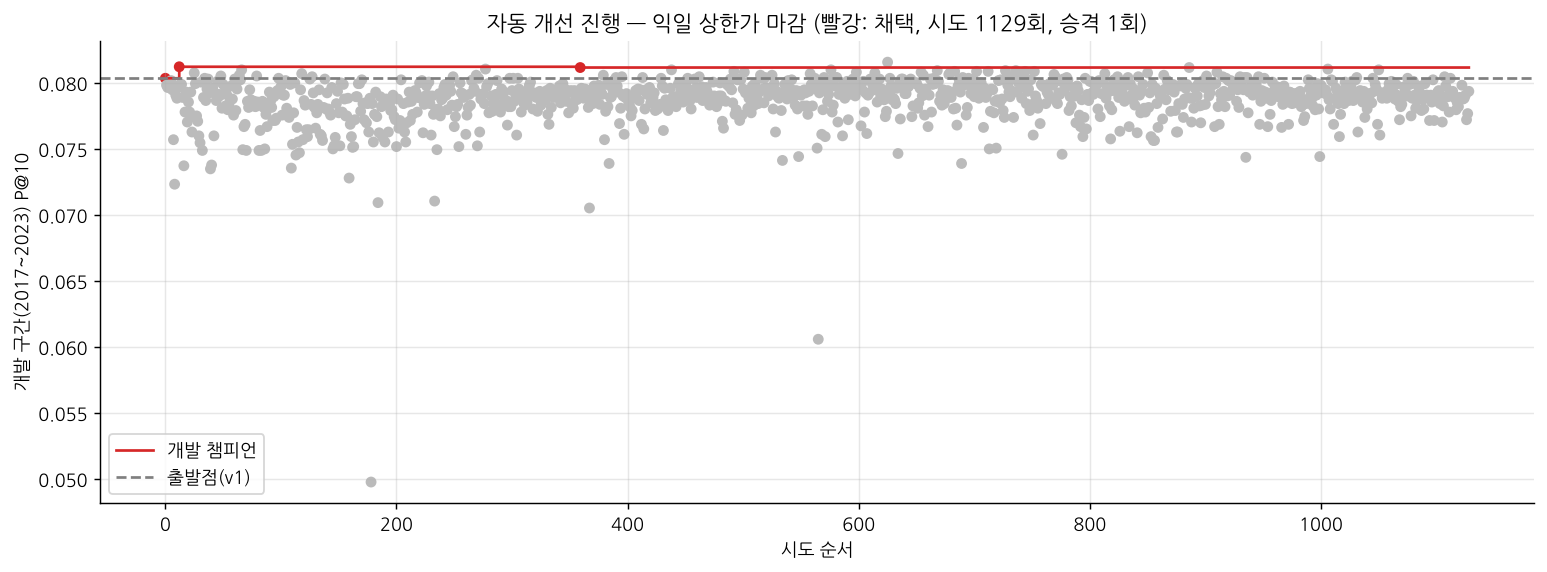 자동 개선 진행 — 익일 상한가 마감 (빨강: 채택, 시도 1129회, 승격 1회)
개발 구간(2017~2023) P@10
0.080
0.075
0.070
0.065
0.060
0.055
0.050
개발 챔피언
출발점(v1)
0
200
400
600
800
1000
시도 순서